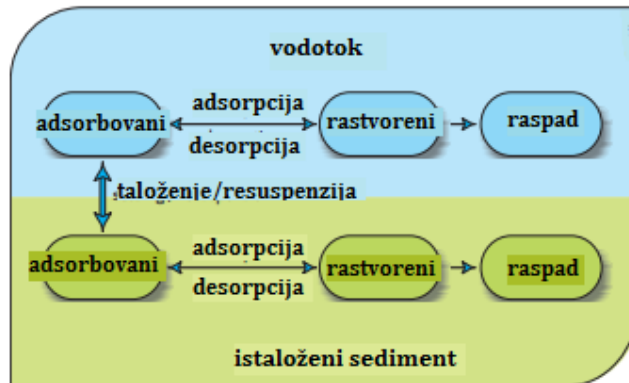 vodotok
adsorpcija
adsorbovani
rastvoreni
raspad
desorpcija
taloženje/resuspenzija
adsorpcija
adsorbovani
rastvoreni
raspad
desorpcija
istaloženi sediment